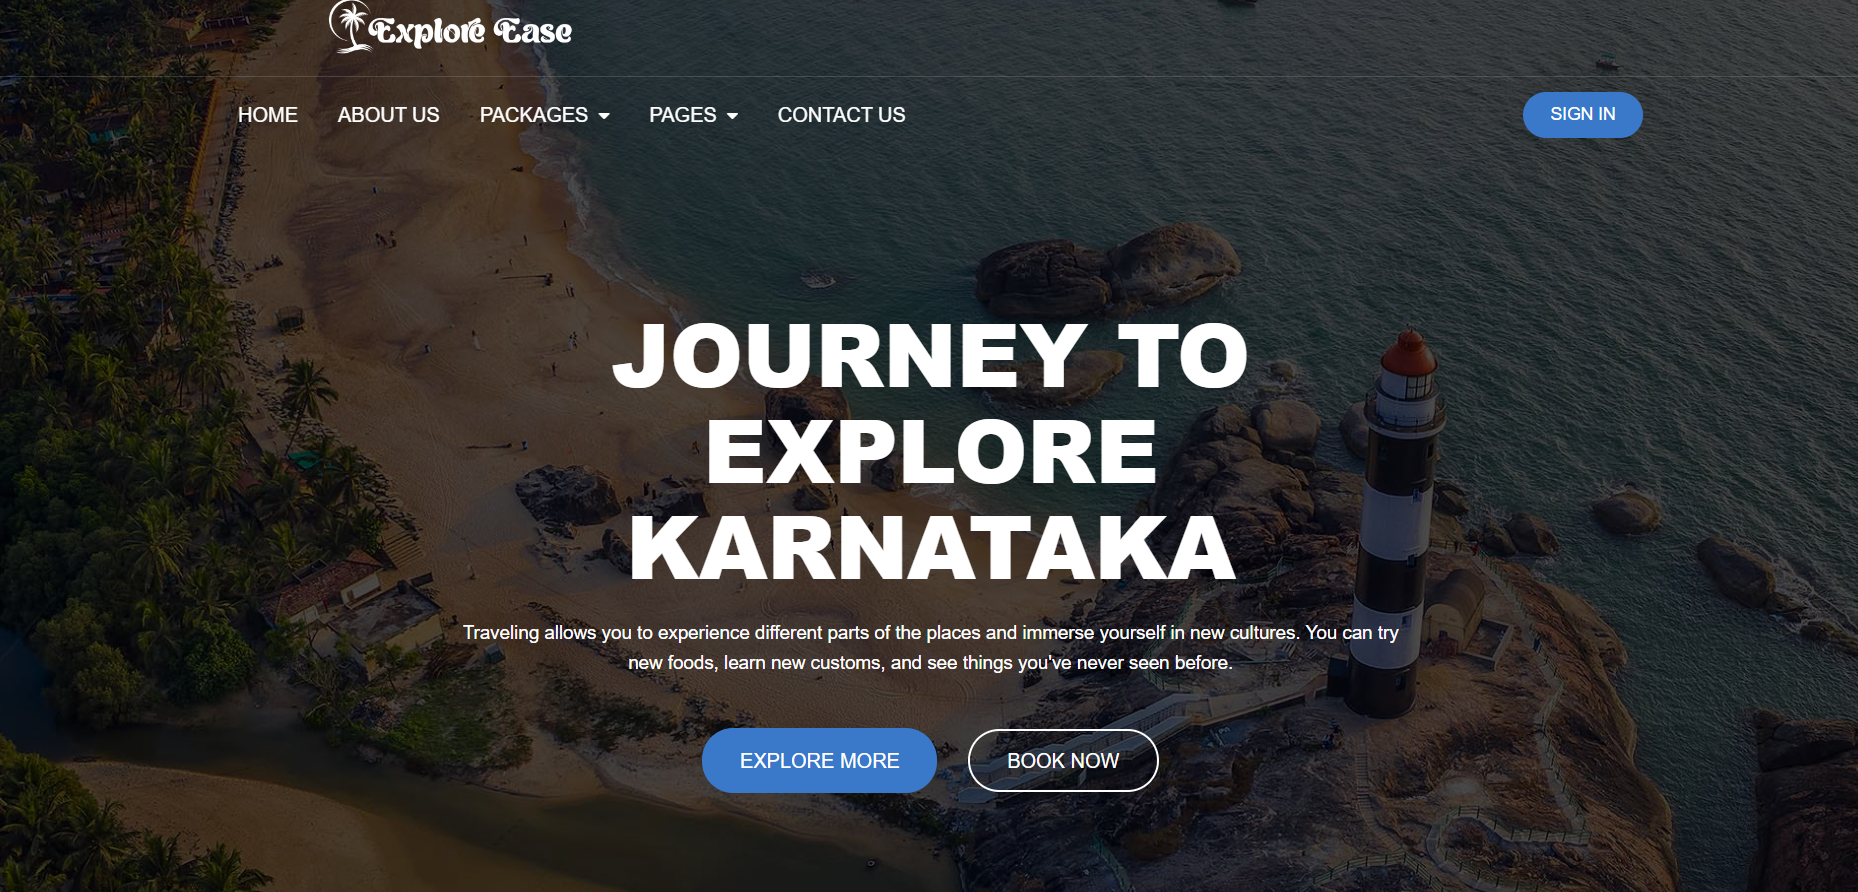 Explore Ease
HOME ABOUT US PACKAGES PAGES CONTACT US SIGN IN
JOURNEY TO
EXPLORE
KARNATAKA
Traveling allows you to experience different parts of the places and immerse yourself in new cultures. You can try
new foods, learn new customs, and see things you've never seen before.
EXPLORE MORE BOOK NOW